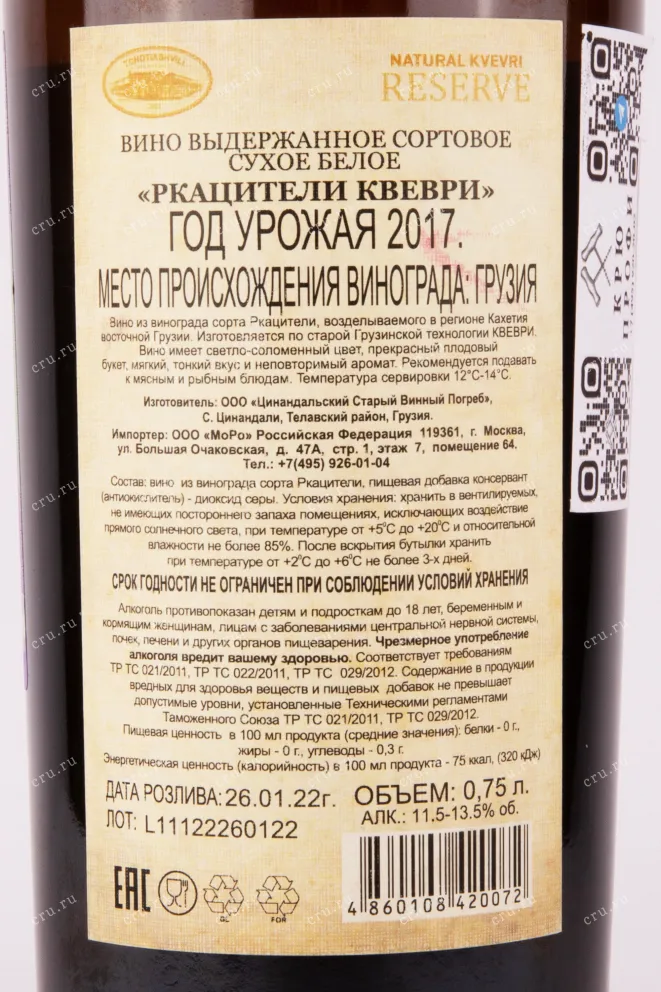 NATURAL KVEVRI
RESERVE
ВИНО ВЫДЕРЖАННОЕ СОРТОВОЕ
СУХОЕ БЕЛОЕ
«РКАЦИТЕЛИ КВЕВРИ»
ГОД УРОЖАЯ 2017.
МЕСТО ПРОИСХОЖДЕНИЯ ВИНОГРАДА: ГРУЗИЯ
Вино из винограда сорта Ркацители, возделываемого в регионе Кахетия
восточной Грузии. Изготовляется по старой Грузинской технологии КВЕВРИ.
Вино имеет светло-соломенный цвет, прекрасный плодовый
букет, мягкий, тонкий вкус и неповторимый аромат. Рекомендуется подавать
к мясным и рыбным блюдам. Температура сервировки 12°С-14°С.
Изготовитель: ООО «Цинандальский Старый Винный Погреб»,
С. Цинандали, Телавский район, Грузия.
Импортер: ООО «МоРо» Российская Федерация 119361, г. Москва,
ул. Большая Очаковская, д. 47А, стр. 1, этаж 7, помещение 64.
Тел.: +7(495) 926-01-04
Состав: вино из винограда сорта Ркацители, пищевая добавка консервант
(антиокислитель) - диоксид серы. Условия хранения: хранить в вентилируемых,
не имеющих постороннего запаха помещениях, исключающих воздействие
прямого солнечного света, при температуре от +5°С до +20°С и относительной
влажности не более 85%. После вскрытия бутылки хранить
при температуре от +2°С до +6°С не более 3-х дней.
СРОК ГОДНОСТИ НЕ ОГРАНИЧЕН ПРИ СОБЛЮДЕНИИ УСЛОВИЙ ХРАНЕНИЯ
Алкоголь противопоказан детям и подросткам до 18 лет, беременным и
кормящим женщинам, лицам с заболеваниями центральной нервной системы,
почек, печени и других органов пищеварения. Чрезмерное употребление
алкоголя вредит вашему здоровью. Соответствует требованиям
ТР ТС 021/2011, ТР ТС 022/2011, ТР ТС 029/2012. Содержание в продукции
вредных для здоровья веществ и пищевых добавок не превышает
допустимые уровни, установленные Техническими регламентами
Таможенного Союза ТР ТС 021/2011, ТР ТС 029/2012.
Пищевая ценность в 100 мл продукта (средние значения): белки - 0 г.,
жиры - 0 г., углеводы - 0,3 г.
Энергетическая ценность (калорийность) в 100 мл продукта - 75 ккал, (320 кДж)
ДАТА РОЗЛИВА: 26.01.22г.
ЛОТ: L11122260122
ОБЪЕМ: 0,75 л.
АЛК.: 11.5-13.5% об.
4 860108 420072
EAC
GL
FOR
КРЮ
ПРОФИ
cru.ru